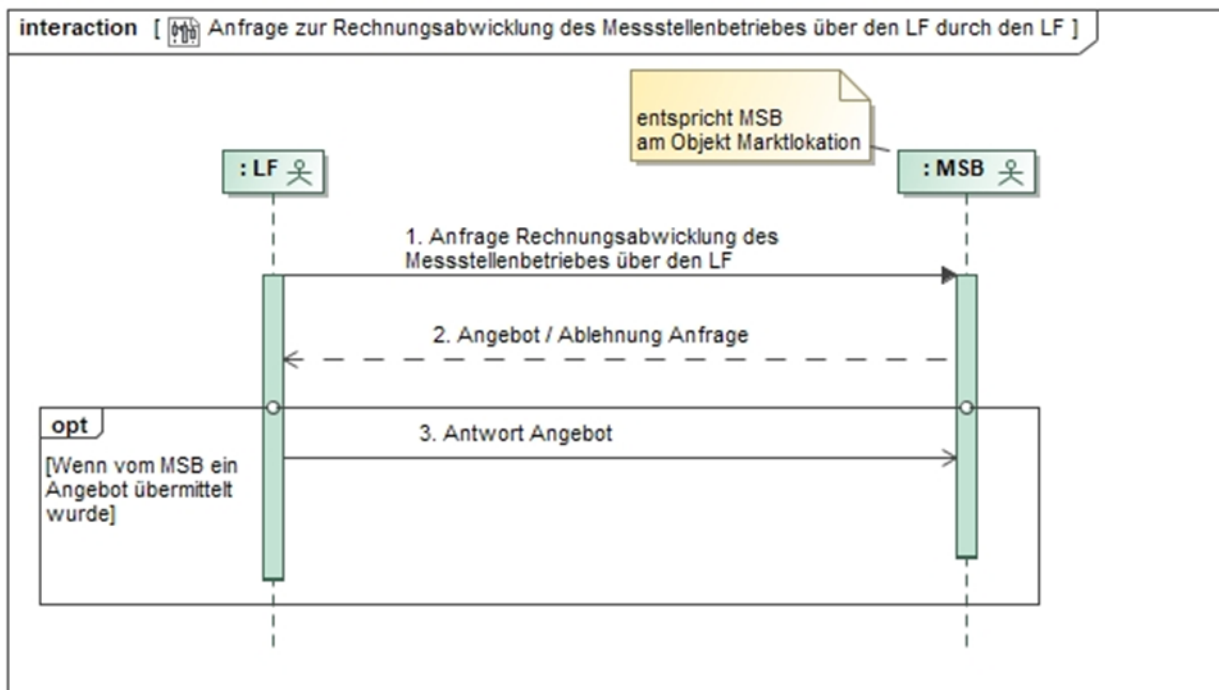 interaction [ Anfrage zur Rechnungsabwicklung des Messstellenbetriebes über den LF durch den LF ]
entspricht MSB
am Objekt Marktlokation
: LF
: MSB
1. Anfrage Rechnungsabwicklung des
Messstellenbetriebes über den LF
2. Angebot / Ablehnung Anfrage
opt
3. Antwort Angebot
[Wenn vom MSB ein
Angebot übermittelt
wurde]